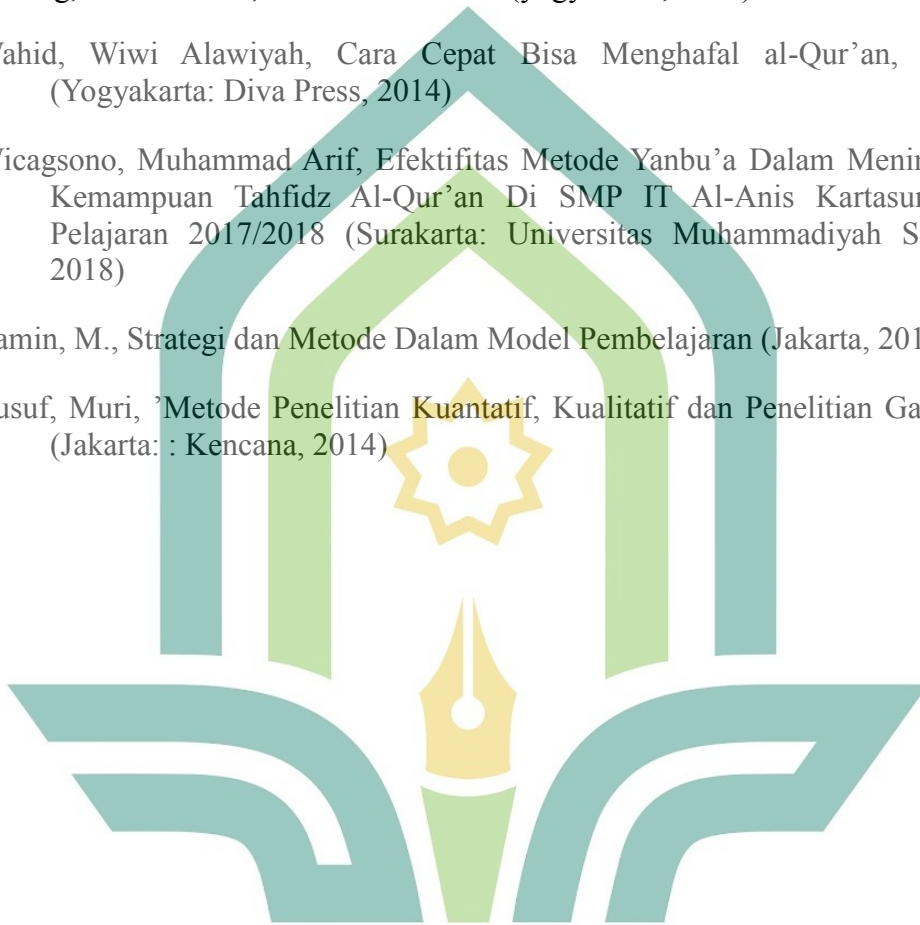 ahid, Wiwi Alawiyah, Cara Cepat Bisa Menghafal al-Qur’an,
(Yogyakarta: Diva Press, 2014)
icagsono, Muhammad Arif, Efektifitas Metode Yanbu’a Dalam Menin
Kemampuan Tahfidz Al-Qur’an Di SMP IT Al-Anis Kartasur
Pelajaran 2017/2018 (Surakarta: Universitas Muhammadiyah S
2018)
amin, M., Strategi dan Metode Dalam Model Pembelajaran (Jakarta, 201
usuf, Muri, ’Metode Penelitian Kuantatif, Kualitatif dan Penelitian Ga
(Jakarta: : Kencana, 2014)